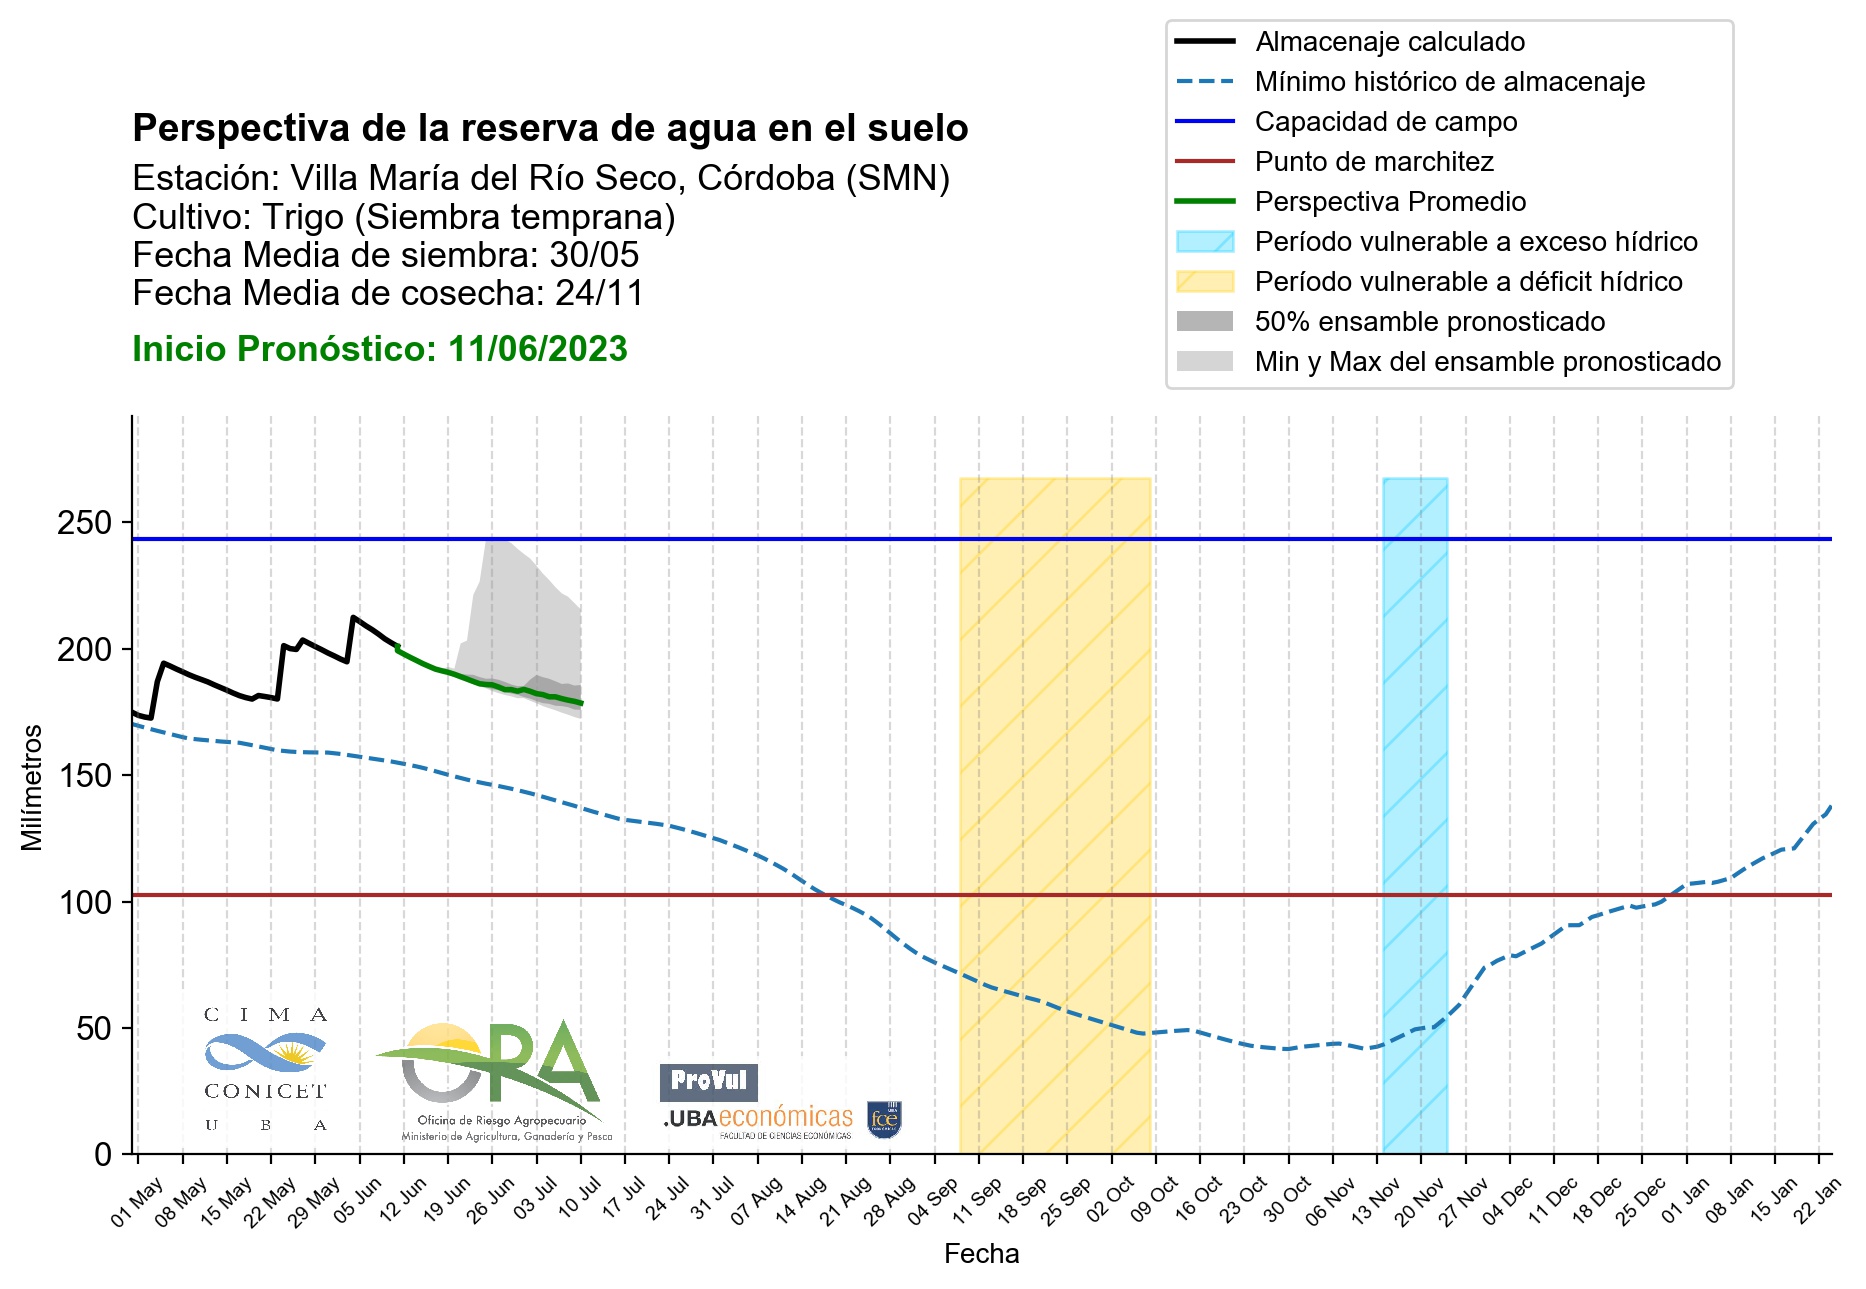 Almacenaje calculado
Mínimo histórico de almacenaje
Capacidad de campo
Punto de marchitez
Perspectiva Promedio
Período vulnerable a exceso hídrico
Período vulnerable a déficit hídrico
50% ensamble pronosticado
Min y Max del ensamble pronosticado
Perspectiva de la reserva de agua en el suelo
Estación: Villa María del Río Seco, Córdoba (SMN)
Cultivo: Trigo (Siembra temprana)
Fecha Media de siembra: 30/05
Fecha Media de cosecha: 24/11
Inicio Pronóstico: 11/06/2023
Milímetros
250
200
150
100
50
0
CIMA
CONICET
UBA
ORA
Oficina de Riesgo Agropecuario
Ministerio de Agricultura, Ganadería y Pesca
ProVul
.UBAeconómicas
FACULTAD DE CIENCIAS ECONÓMICAS
fce
01 May
08 May
15 May
22 May
29 May
05 Jun
12 Jun
19 Jun
26 Jun
03 Jul
10 Jul
17 Jul
24 Jul
31 Jul
07 Aug
14 Aug
21 Aug
28 Aug
04 Sep
11 Sep
18 Sep
25 Sep
02 Oct
09 Oct
16 Oct
23 Oct
30 Oct
06 Nov
13 Nov
20 Nov
27 Nov
04 Dec
11 Dec
18 Dec
25 Dec
01 Jan
08 Jan
15 Jan
22 Jan
Fecha